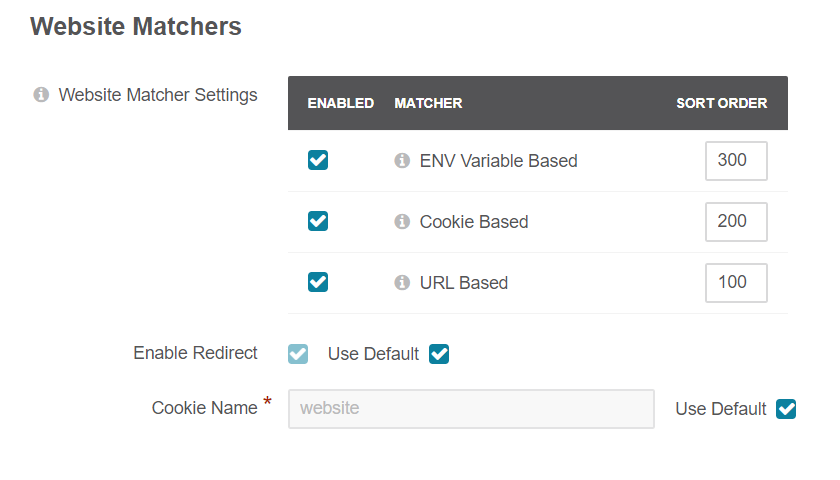 Website Matchers
Website Matcher Settings
ENABLED MATCHER SORT ORDER
ENV Variable Based 300
Cookie Based 200
URL Based 100
Enable Redirect Use Default
Cookie Name * website Use Default